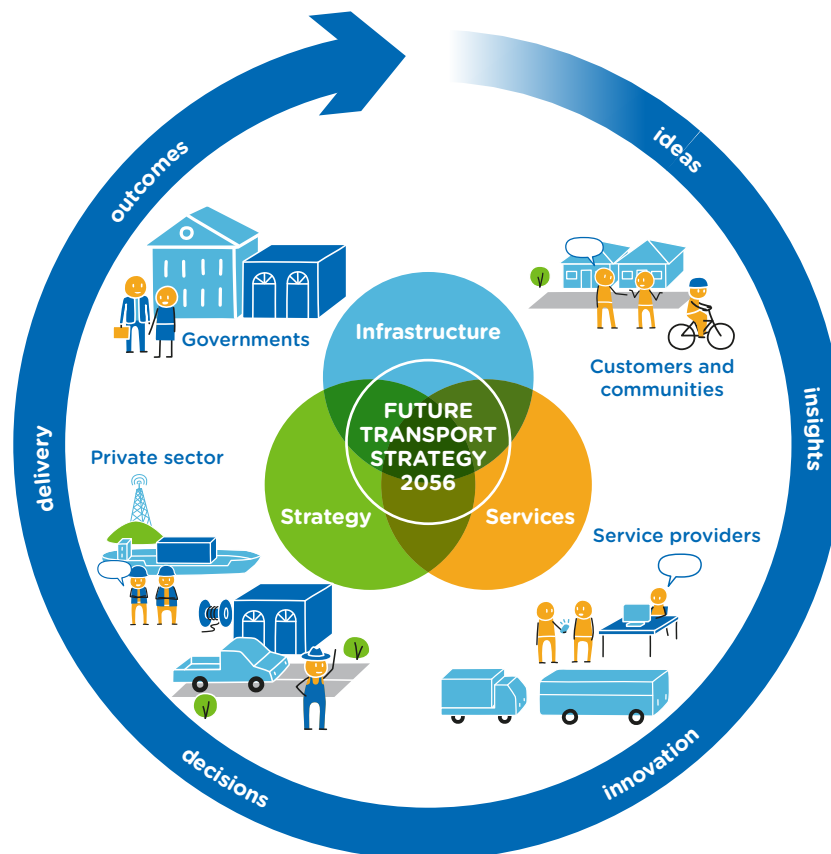 ideas
insights
innovation
decisions
delivery
outcomes
Governments
Customers and
communities
Private sector
Service providers
Infrastructure
Strategy
Services
FUTURE
TRANSPORT
STRATEGY
2056